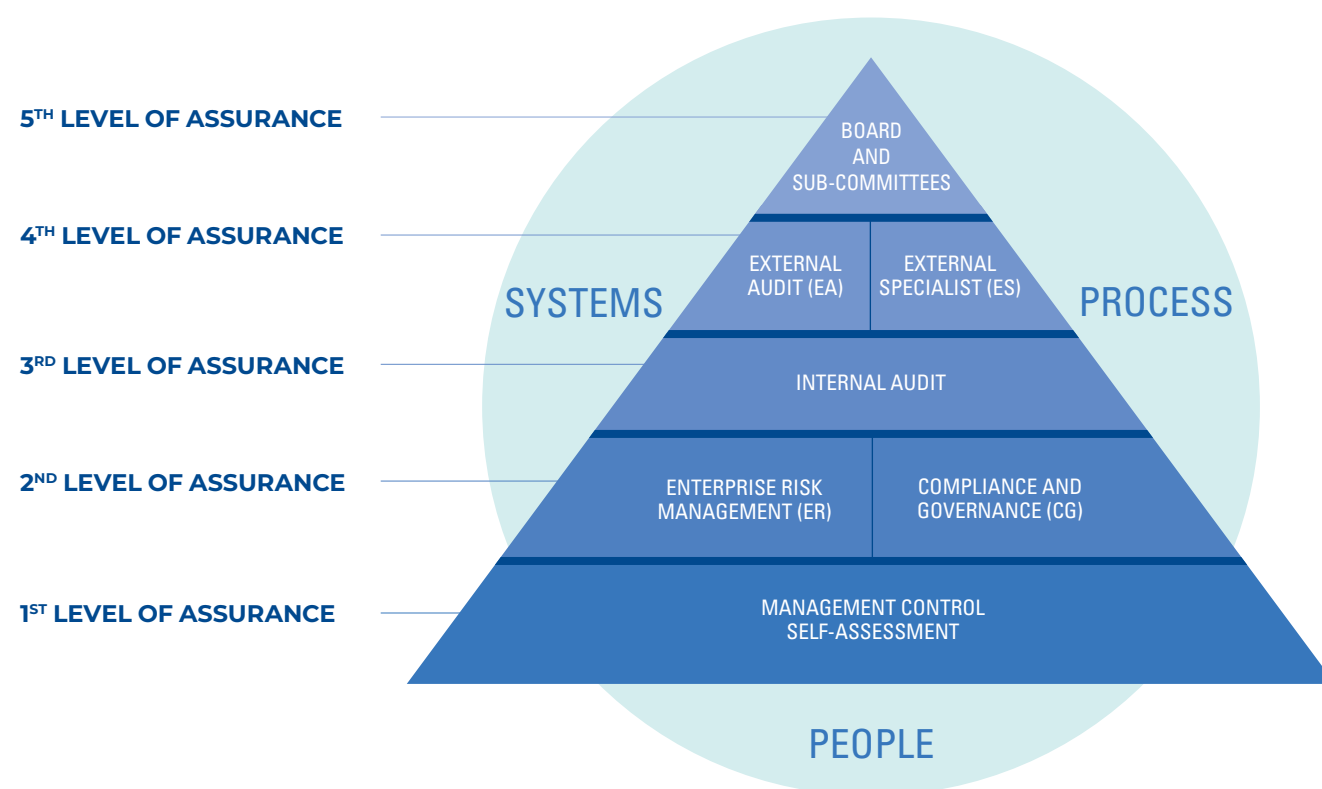 5TH LEVEL OF ASSURANCE
BOARD
AND
SUB-COMMITTEES
4TH LEVEL OF ASSURANCE
EXTERNAL
AUDIT (EA)
EXTERNAL
SPECIALIST (ES)
SYSTEMS
PROCESS
3RD LEVEL OF ASSURANCE
INTERNAL AUDIT
2ND LEVEL OF ASSURANCE
ENTERPRISE RISK
MANAGEMENT (ER)
COMPLIANCE AND
GOVERNANCE (CG)
1ST LEVEL OF ASSURANCE
MANAGEMENT CONTROL
SELF-ASSESSMENT
PEOPLE